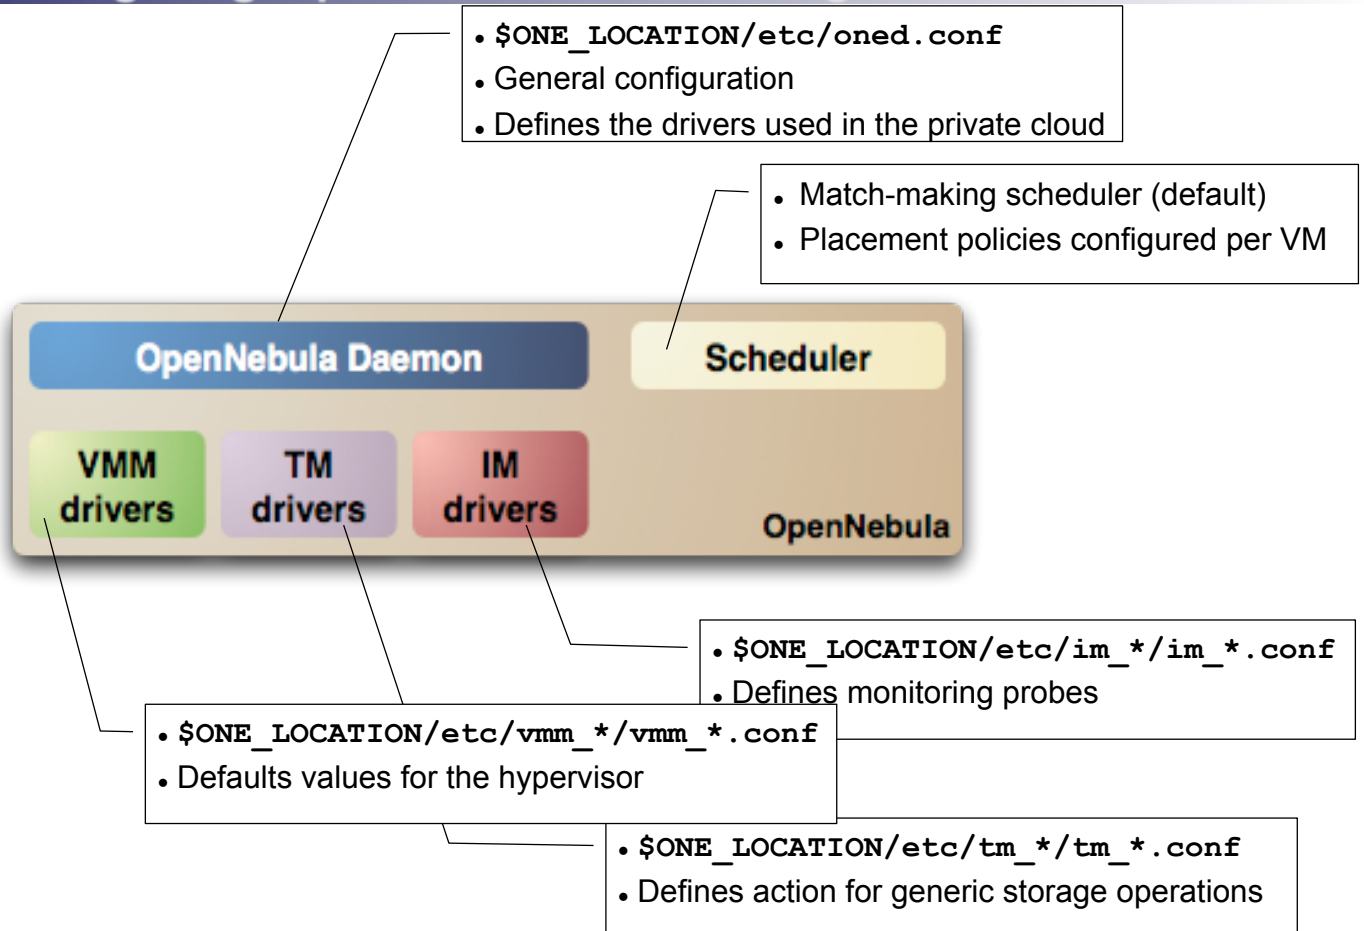 • $ONE_LOCATION/etc/oned.conf
• General configuration
• Defines the drivers used in the private cloud
• Match-making scheduler (default)
• Placement policies configured per VM
OpenNebula Daemon
Scheduler
VMM
drivers
TM
drivers
IM
drivers
OpenNebula
• $ONE_LOCATION/etc/im_*/im_*.conf
• Defines monitoring probes
• $ONE_LOCATION/etc/vmm_*/vmm_*.conf
• Defaults values for the hypervisor
• $ONE_LOCATION/etc/tm_*/tm_*.conf
• Defines action for generic storage operations